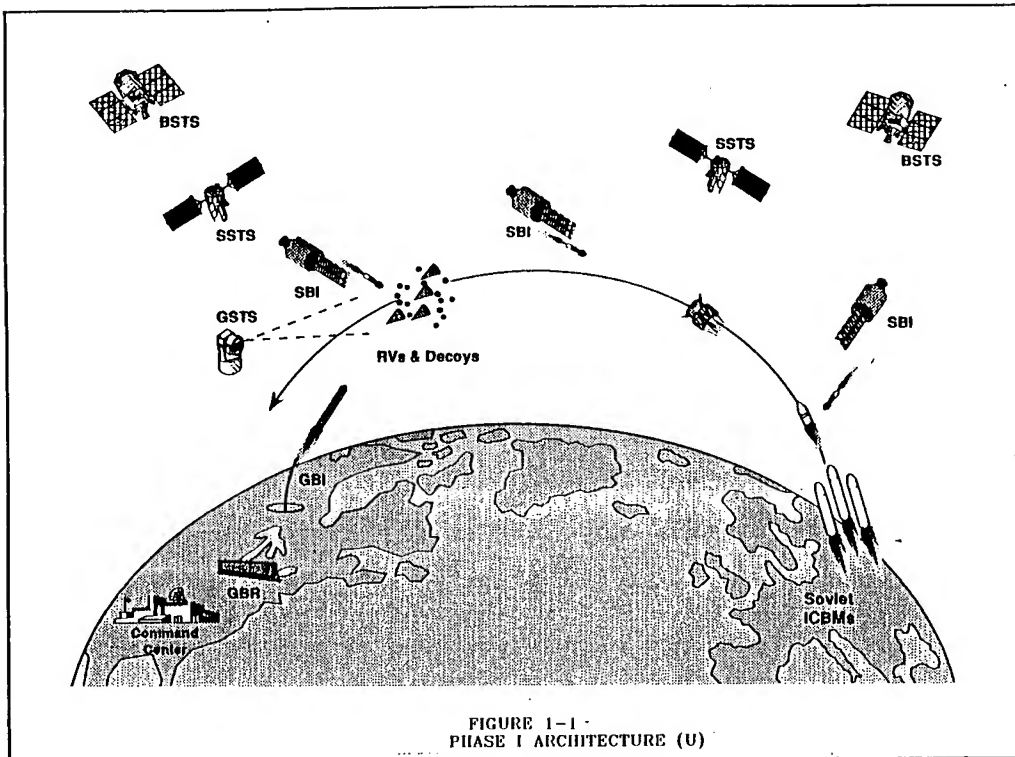 BSTS
SSTS
BSTS
SSTS
SBI
SBI
SBI
GSTS
RVs & Decoys
GBI
GBR
Soviet
ICBMs
Command
Center
FIGURE 1-1
PHASE I ARCHITECTURE (U)